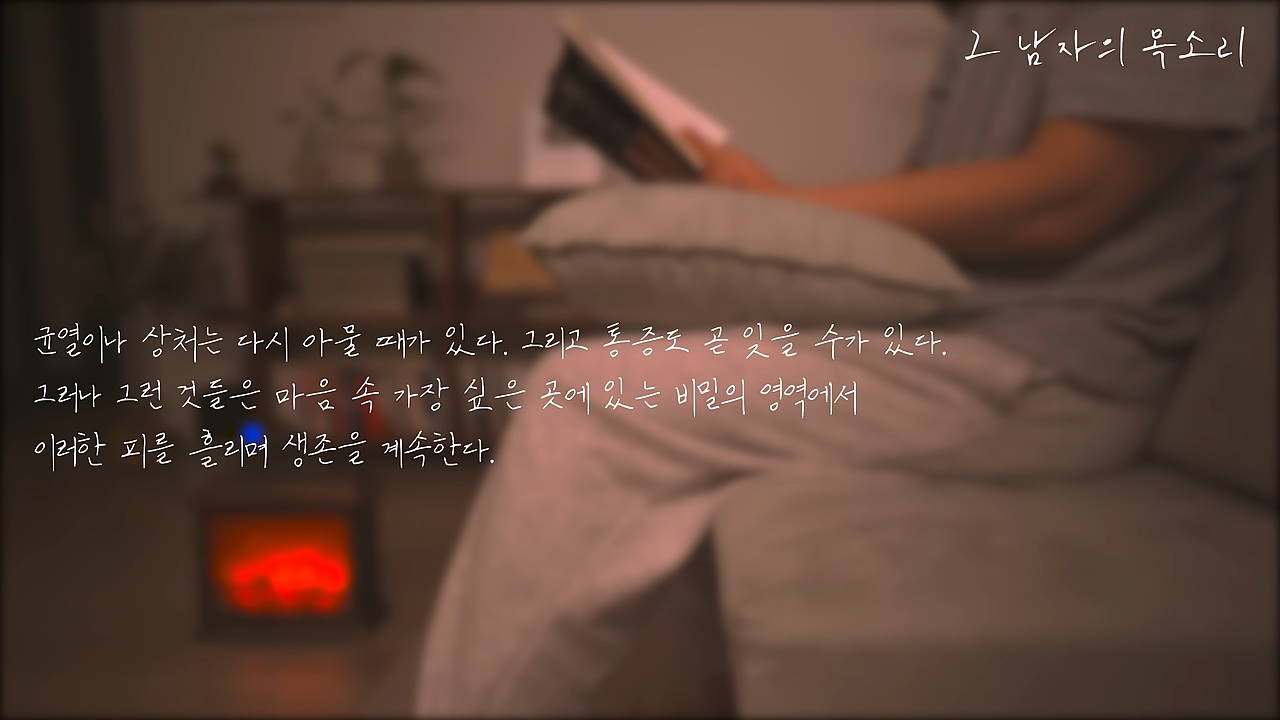 그 남자의 목소리
균열이나 상처는 다시 아물 때가 있다. 그리고 통증도 곧 잊을 수가 있다.
그러나 그런 것들은 마음 속 가장 싶은 곳에 있는 비밀의 영역에서
이러한 피를 흘리며 생존을 계속한다.